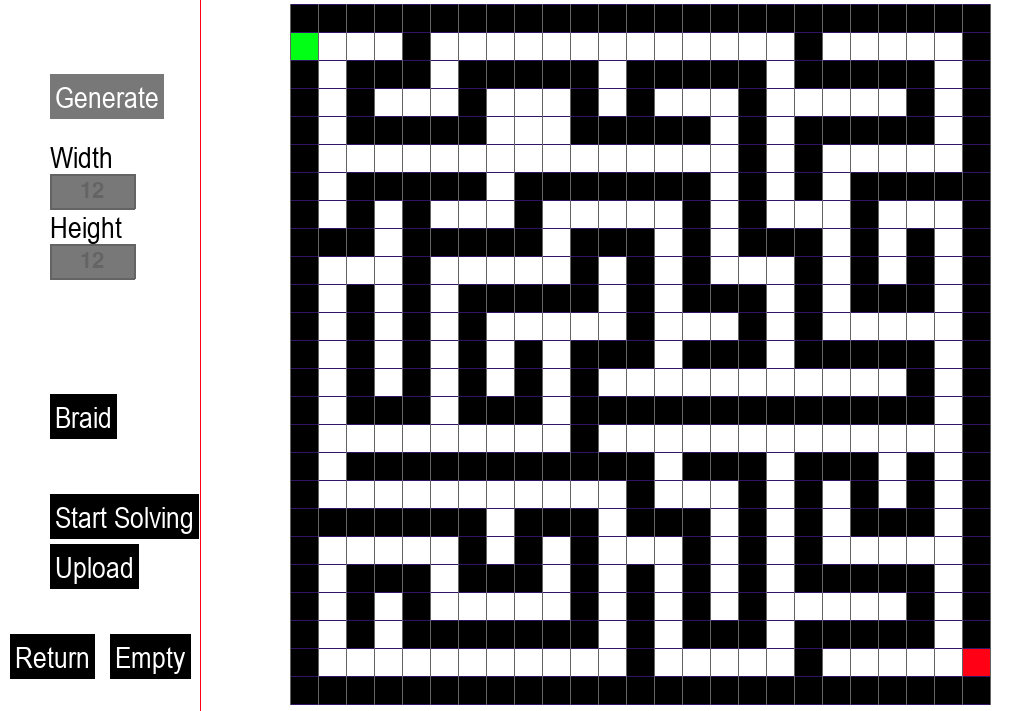 Generate
Width
12
Height
12
Braid
Start Solving
Upload
Return Empty